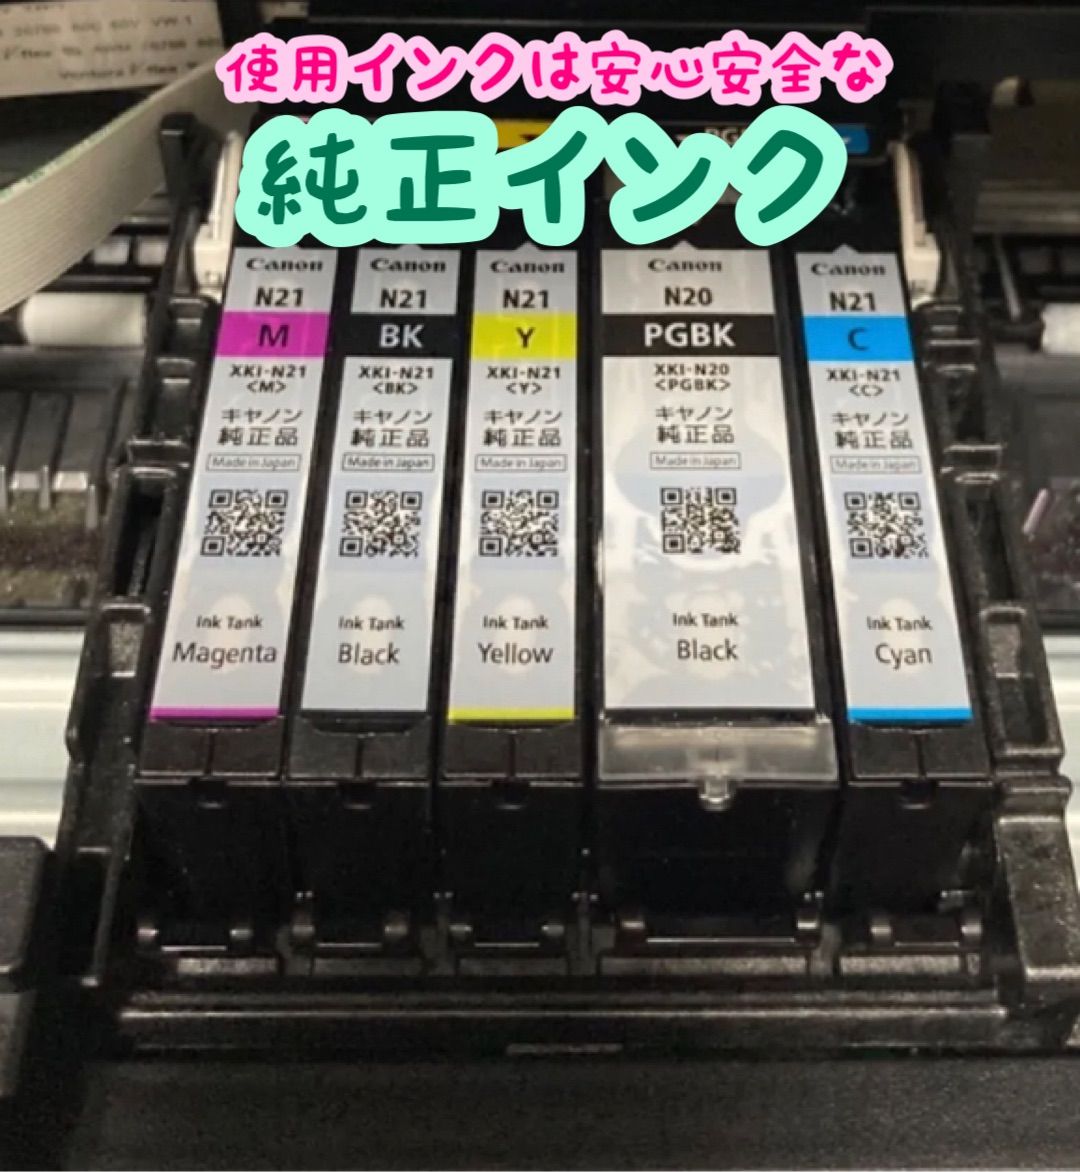 使用インクは安心安全な
純正インク
Canon
N21
M
XKI-N21
<M>
キヤノン
純正品
Made in Japan
Ink Tank
Magenta
Canon
N21
BK
XKI-N21
<BK>
キヤノン
純正品
Made in Japan
Ink Tank
Black
Canon
N21
Y
XKI-N21
<Y>
キヤノン
純正品
Made in Japan
Ink Tank
Yellow
Canon
N20
PGBK
XKI-N20
<PGBK>
キヤノン
純正品
Made in Japan
Ink Tank
Black
Canon
N21
C
XKI-N21
<C>
キヤノン
純正品
Made in Japan
Ink Tank
Cyan